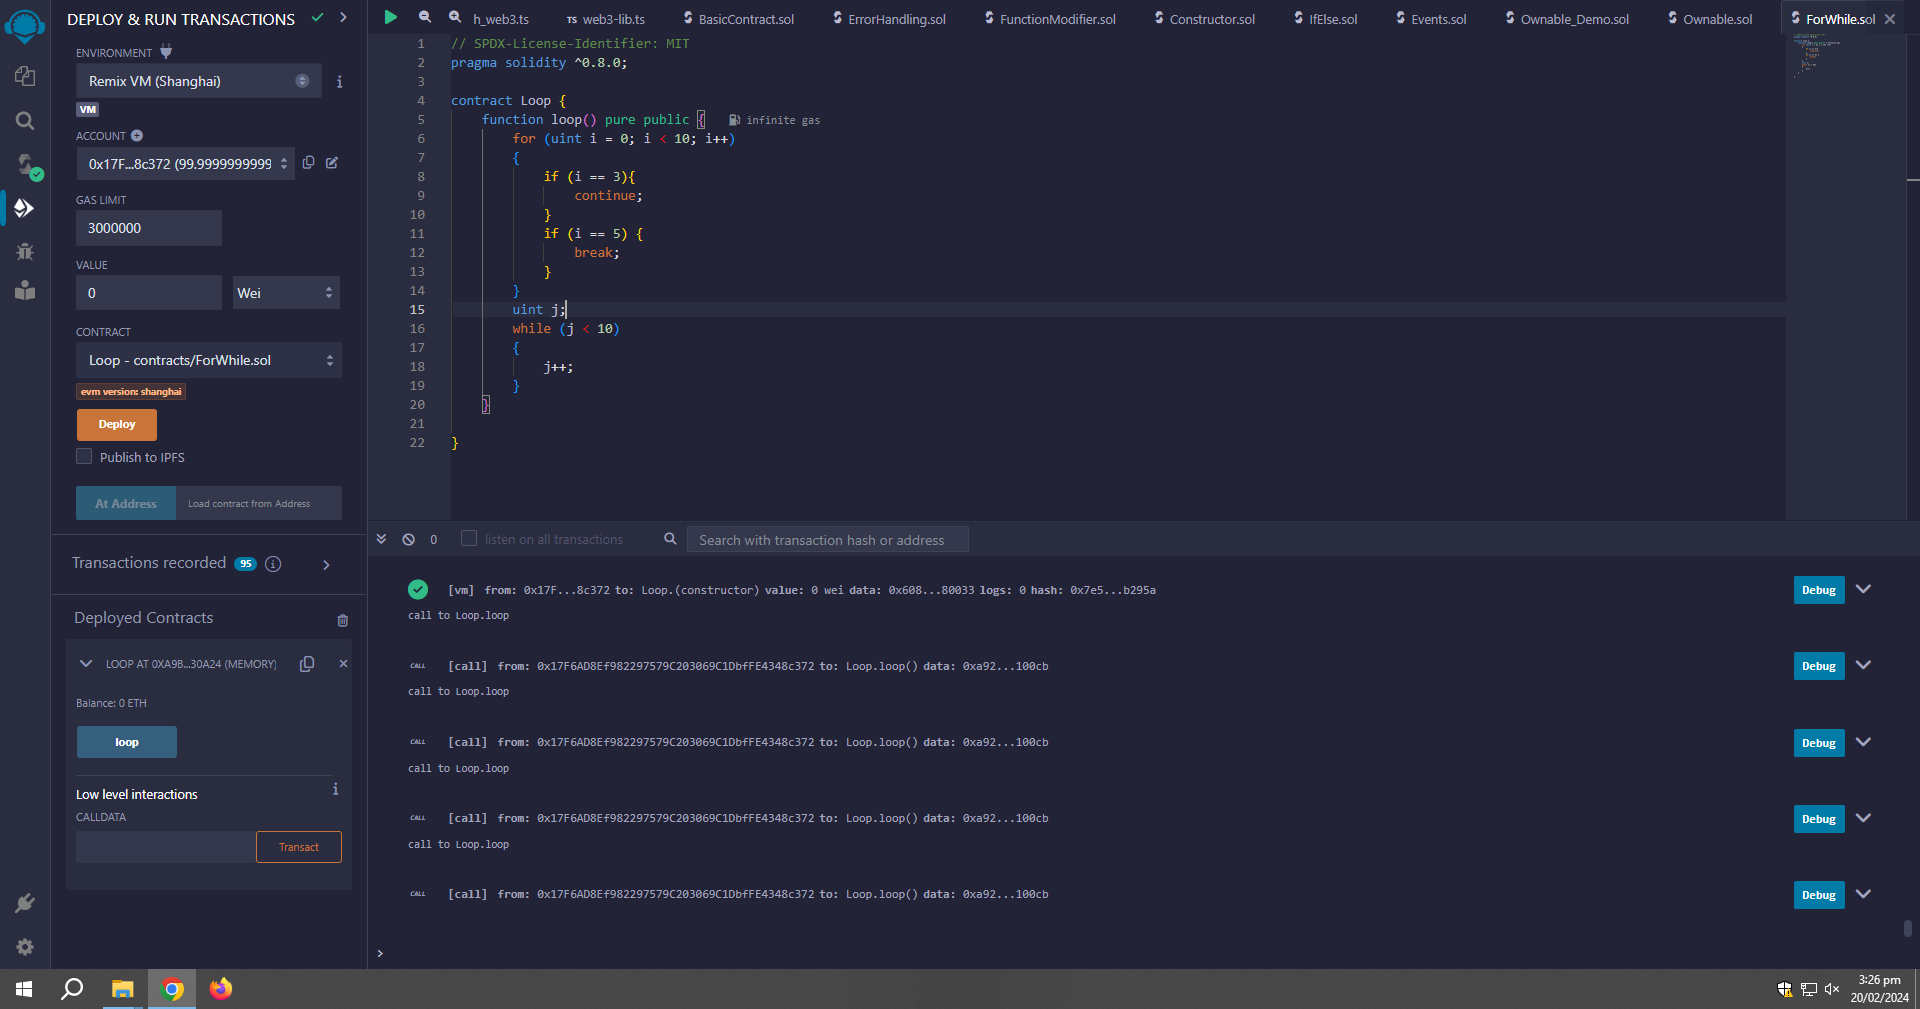 DEPLOY & RUN TRANSACTIONS
ENVIRONMENT
Remix VM (Shanghai)
VM
ACCOUNT
0x17F...8c372 (99.9999999999
GAS LIMIT
3000000
VALUE
0
Wei
CONTRACT
Loop - contracts/ForWhile.sol
evm version: shanghai
Deploy
Publish to IPFS
At Address
Load contract from Address
Transactions recorded 95
Deployed Contracts
LOOP AT 0XA9B...30A24 (MEMORY)
Balance: 0 ETH
loop
Low level interactions
CALLDATA
Transact
h_web3.ts
TS web3-lib.ts
BasicContract.sol
ErrorHandling.sol
FunctionModifier.sol
Constructor.sol
IfElse.sol
Events.sol
Ownable_Demo.sol
Ownable.sol
ForWhile.sol
1 // SPDX-License-Identifier: MIT
2 pragma solidity ^0.8.0;
3
4 contract Loop {
5 function loop() pure public { infinite gas
6 for (uint i = 0; i < 10; i++)
7 {
8 if (i == 3){
9 continue;
10 }
11 if (i == 5) {
12 break;
13 }
14 }
15 uint j;
16 while (j < 10)
17 {
18 j++;
19 }
20 }
21
22 }
0
listen on all transactions
Search with transaction hash or address
[vm] from: 0x17F...8c372 to: Loop.(constructor) value: 0 wei data: 0x608...80033 logs: 0 hash: 0x7e5...b295a
Debug
call to Loop.loop
CALL [call] from: 0x17F6AD8Ef982297579C203069C1DbfFE4348c372 to: Loop.loop() data: 0xa92...100cb
Debug
call to Loop.loop
CALL [call] from: 0x17F6AD8Ef982297579C203069C1DbfFE4348c372 to: Loop.loop() data: 0xa92...100cb
Debug
call to Loop.loop
CALL [call] from: 0x17F6AD8Ef982297579C203069C1DbfFE4348c372 to: Loop.loop() data: 0xa92...100cb
Debug
call to Loop.loop
CALL [call] from: 0x17F6AD8Ef982297579C203069C1DbfFE4348c372 to: Loop.loop() data: 0xa92...100cb
Debug
>
3:26 pm
20/02/2024